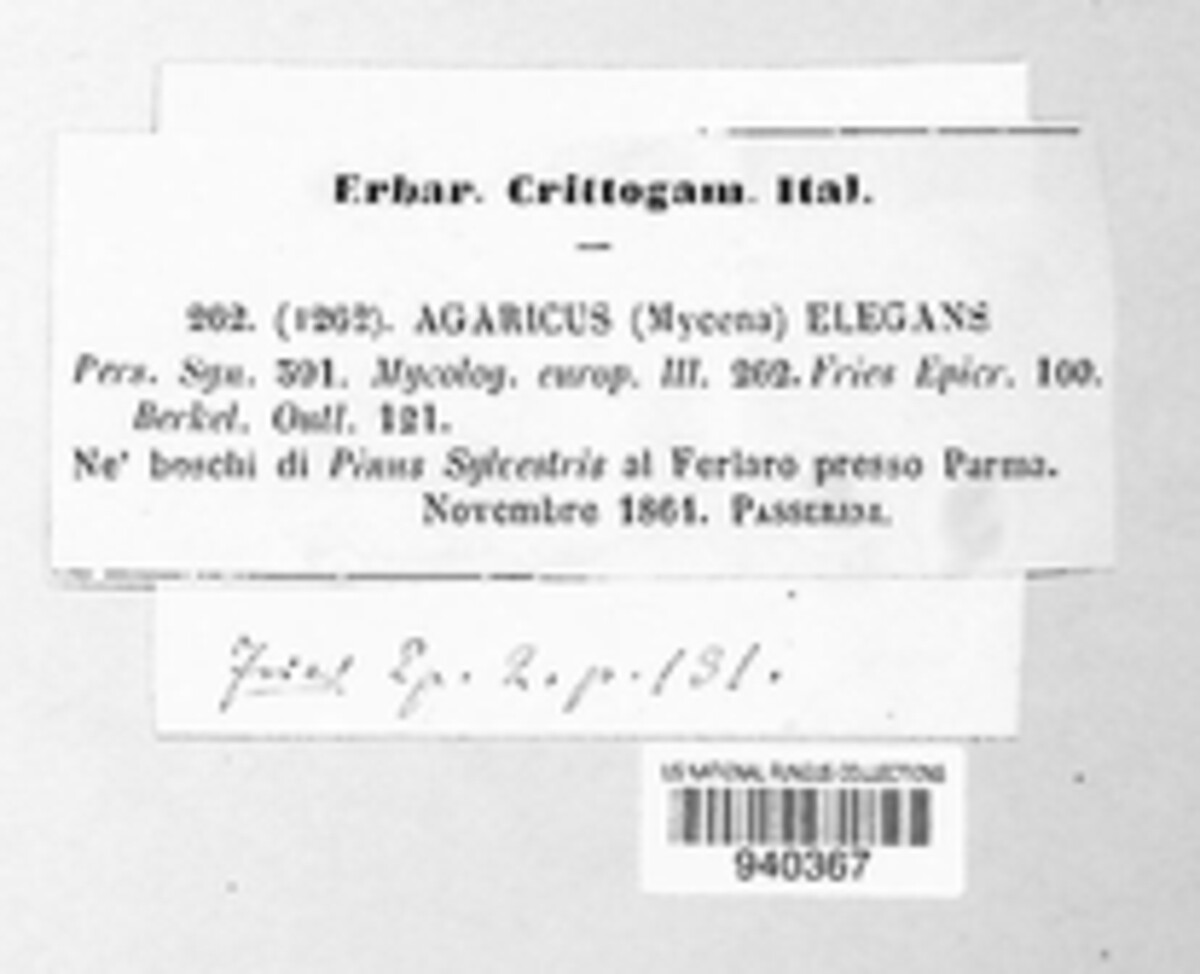 Erbar. Crittogam. Ital.
262. (1262). AGARICUS (Mycena) ELEGANS
Pers. Syn. 391. Mycolog. europ. III. 262. Fries Epicr. 100.
Berkel. Outl. 121.
Ne' boschi di Pinus Sylvestris al Ferlaro presso Parma.
Novembre 1861. PASSERINI.
Fries Ep. 2. p. 131.
US NATIONAL FUNGUS COLLECTIONS
940367